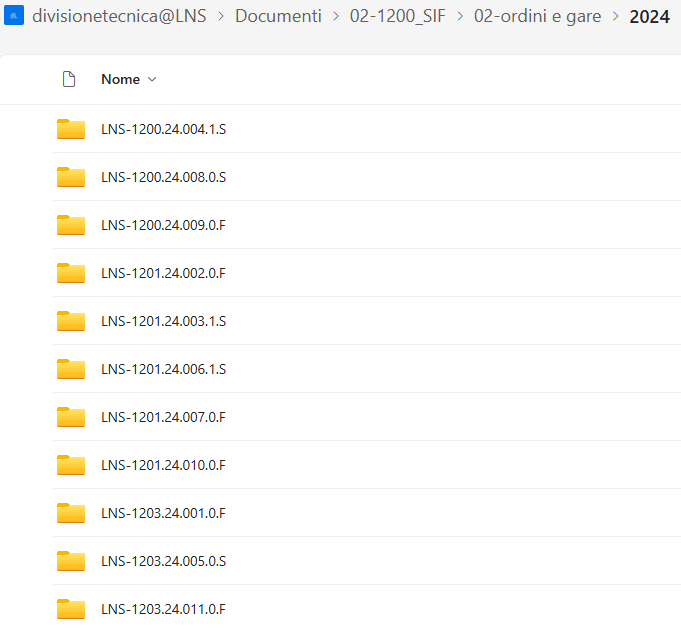 divisionetecnica@LNS > Documenti > 02-1200_SIF > 02-ordini e gare > 2024
Nome
LNS-1200.24.004.1.S
LNS-1200.24.008.0.S
LNS-1200.24.009.0.F
LNS-1201.24.002.0.F
LNS-1201.24.003.1.S
LNS-1201.24.006.1.S
LNS-1201.24.007.0.F
LNS-1201.24.010.0.F
LNS-1203.24.001.0.F
LNS-1203.24.005.0.S
LNS-1203.24.011.0.F